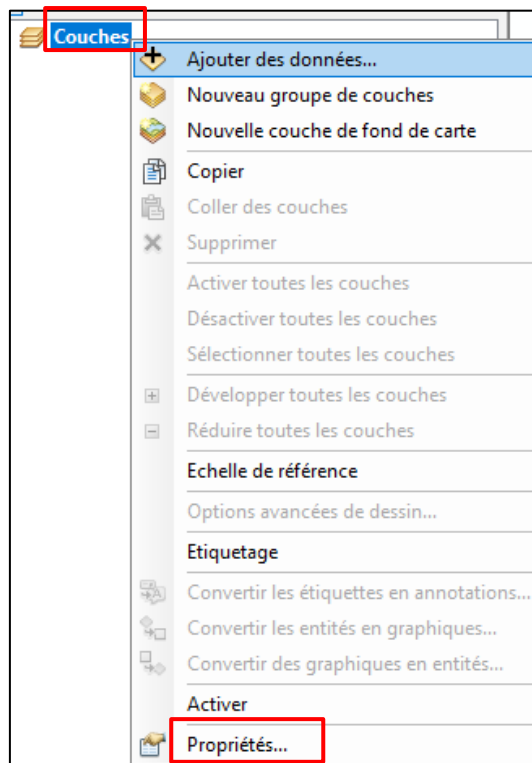 Couches
Ajouter des données...
Nouveau groupe de couches
Nouvelle couche de fond de carte
Copier
Coller des couches
Supprimer
Activer toutes les couches
Désactiver toutes les couches
Sélectionner toutes les couches
Développer toutes les couches
Réduire toutes les couches
Echelle de référence
Options avancées de dessin...
Etiquetage
Convertir les étiquettes en annotations...
Convertir les entités en graphiques...
Convertir des graphiques en entités...
Activer
Propriétés...